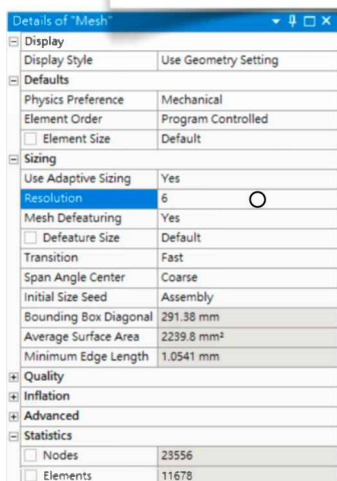 Details of "Mesh"
Display
Display Style Use Geometry Setting
Defaults
Physics Preference Mechanical
Element Order Program Controlled
Element Size Default
Sizing
Use Adaptive Sizing Yes
Resolution 6
Mesh Defeaturing Yes
Defeature Size Default
Transition Fast
Span Angle Center Coarse
Initial Size Seed Assembly
Bounding Box Diagonal 291.38 mm
Average Surface Area 2239.8 mm²
Minimum Edge Length 1.0541 mm
Quality
Inflation
Advanced
Statistics
Nodes 23556
Elements 11678